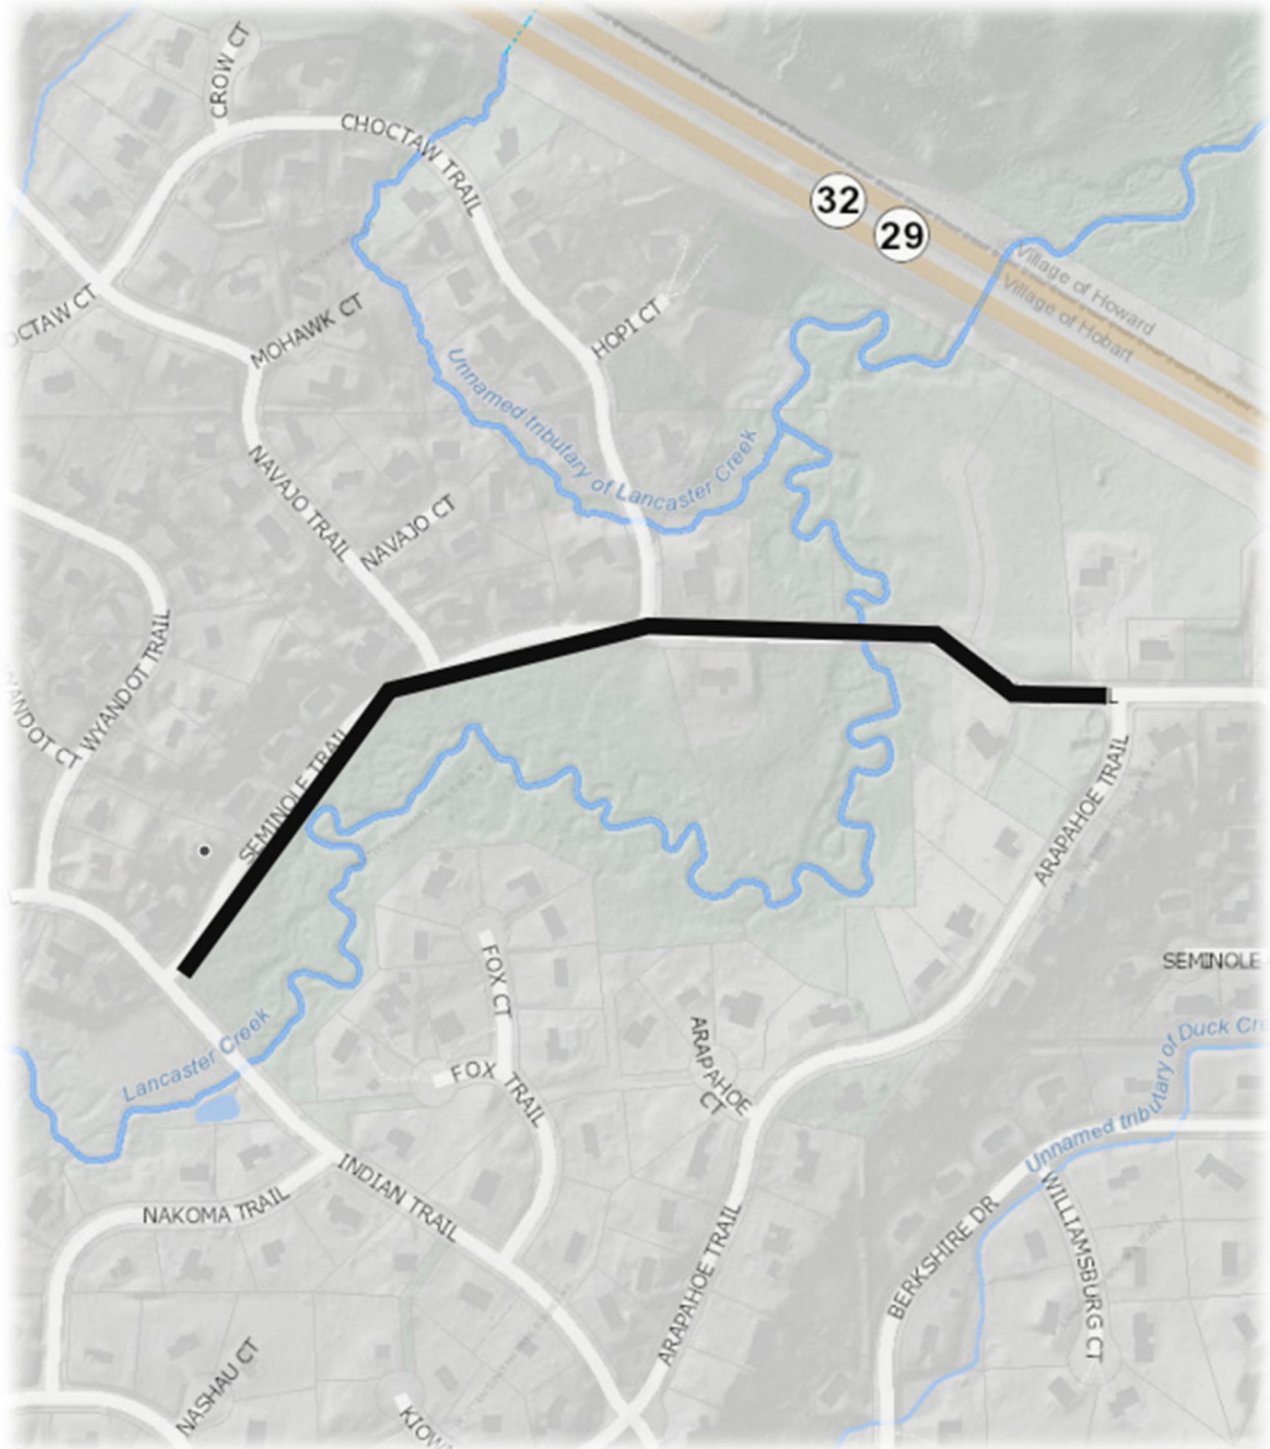 CROW CT
CHOCTAW TRAIL
32
29
Village of Howard
Village of Hobart
OCTAW CT
MOHAWK CT
HOPI CT
Unnamed tributary of Lancaster Creek
NAVAJO TRAIL
NAVAJO CT
WYANDOT TRAIL
YANDOT CT
SEMINOLE TRAIL
ARAPAHOE TRAIL
FOX CT
SEMINOLE
Lancaster Creek
ARAPAHOE
CT
FOX TRAIL
Unnamed tributary of Duck Cre
INDIAN TRAIL
NAKOMA TRAIL
WILLIAMSBURG CT
BERKSHIRE DR
ARAPAHOE TRAIL
NASHAU CT
KIOW